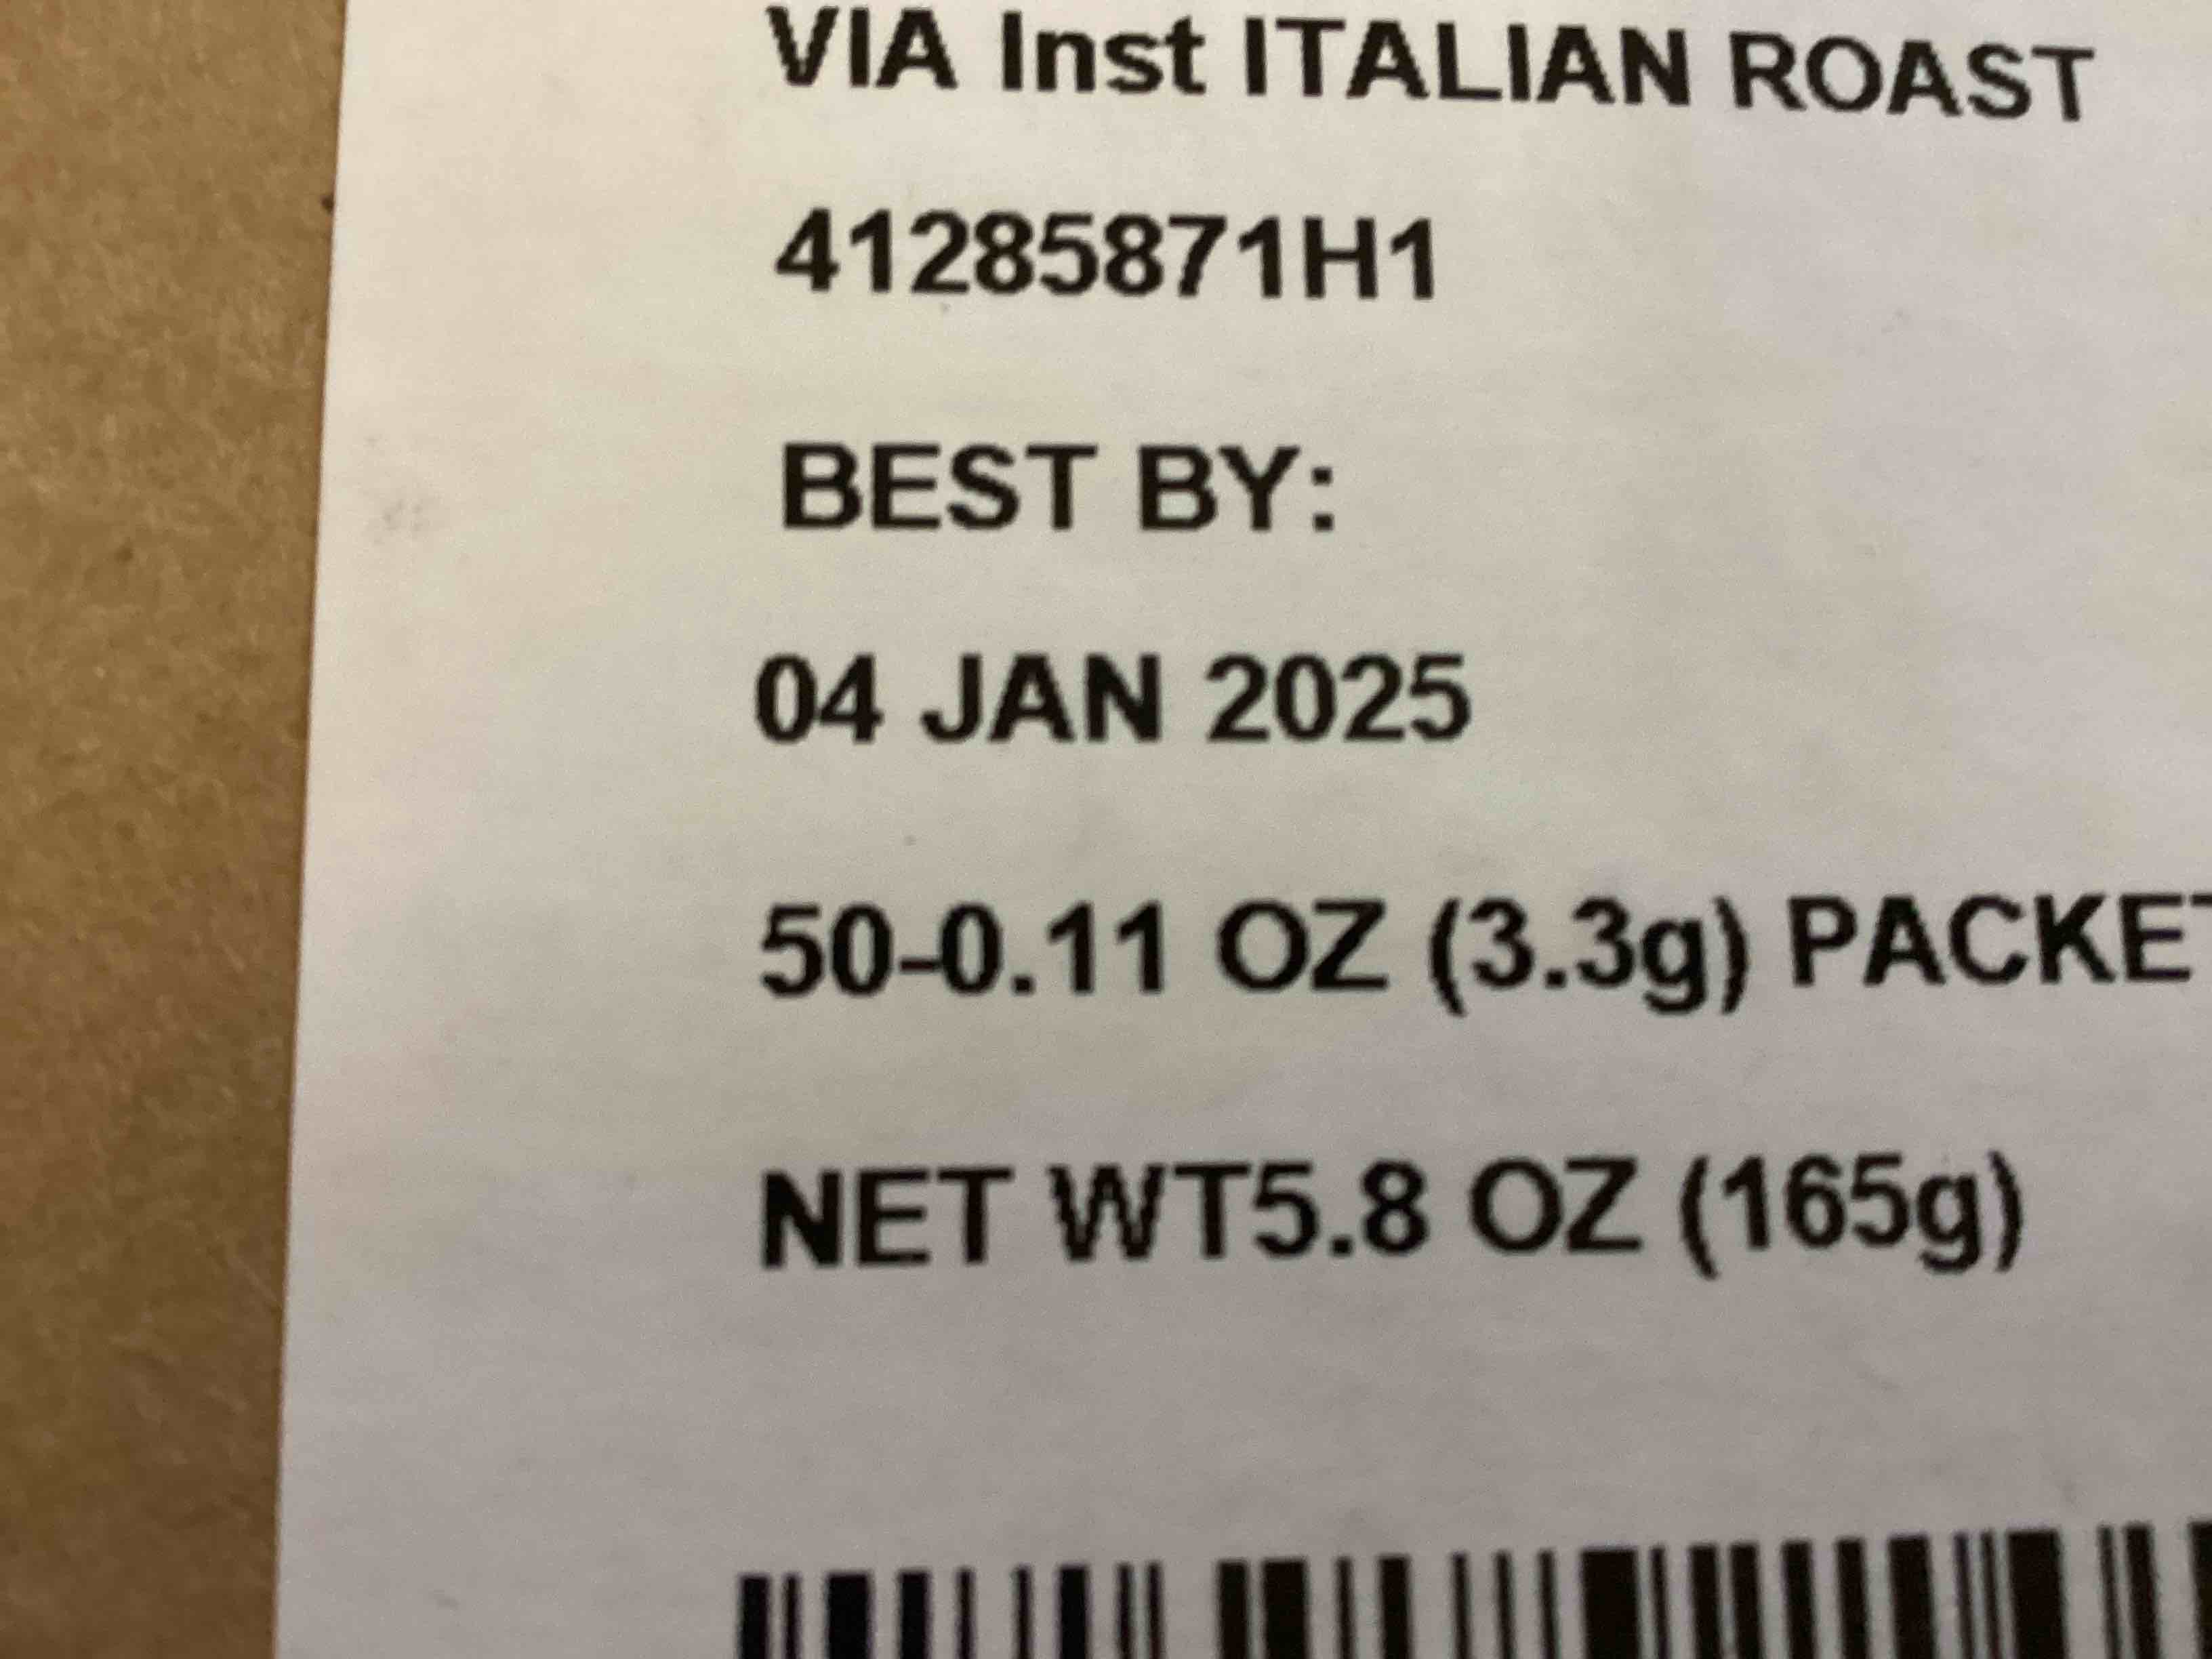 VIA Inst ITALIAN ROAST
41285871H1
BEST BY:
04 JAN 2025
50-0.11 OZ (3.3g) PACKET
NET WT5.8 OZ (165g)